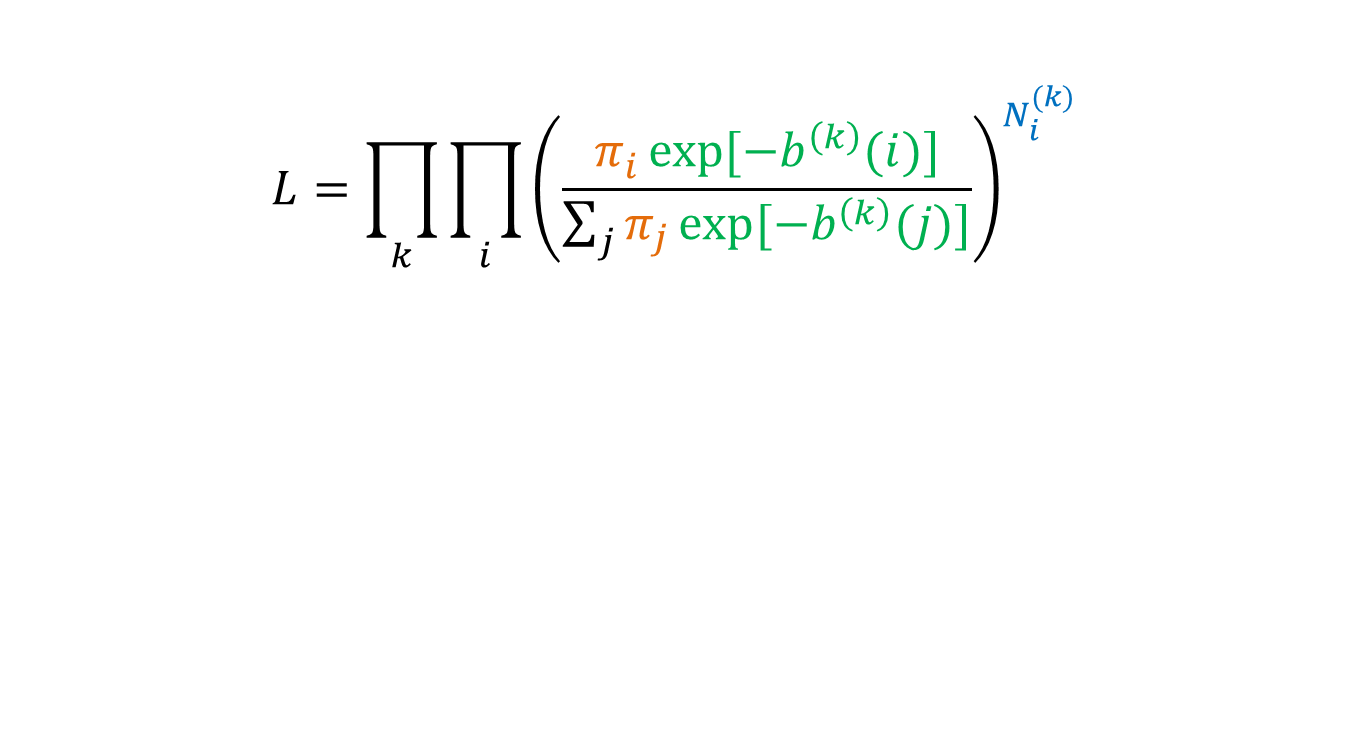 L = ∏_k ∏_i ( π_i exp[−b^(k)(i)] / ∑_j π_j exp[−b^(k)(j)] )^{N_i^(k)}